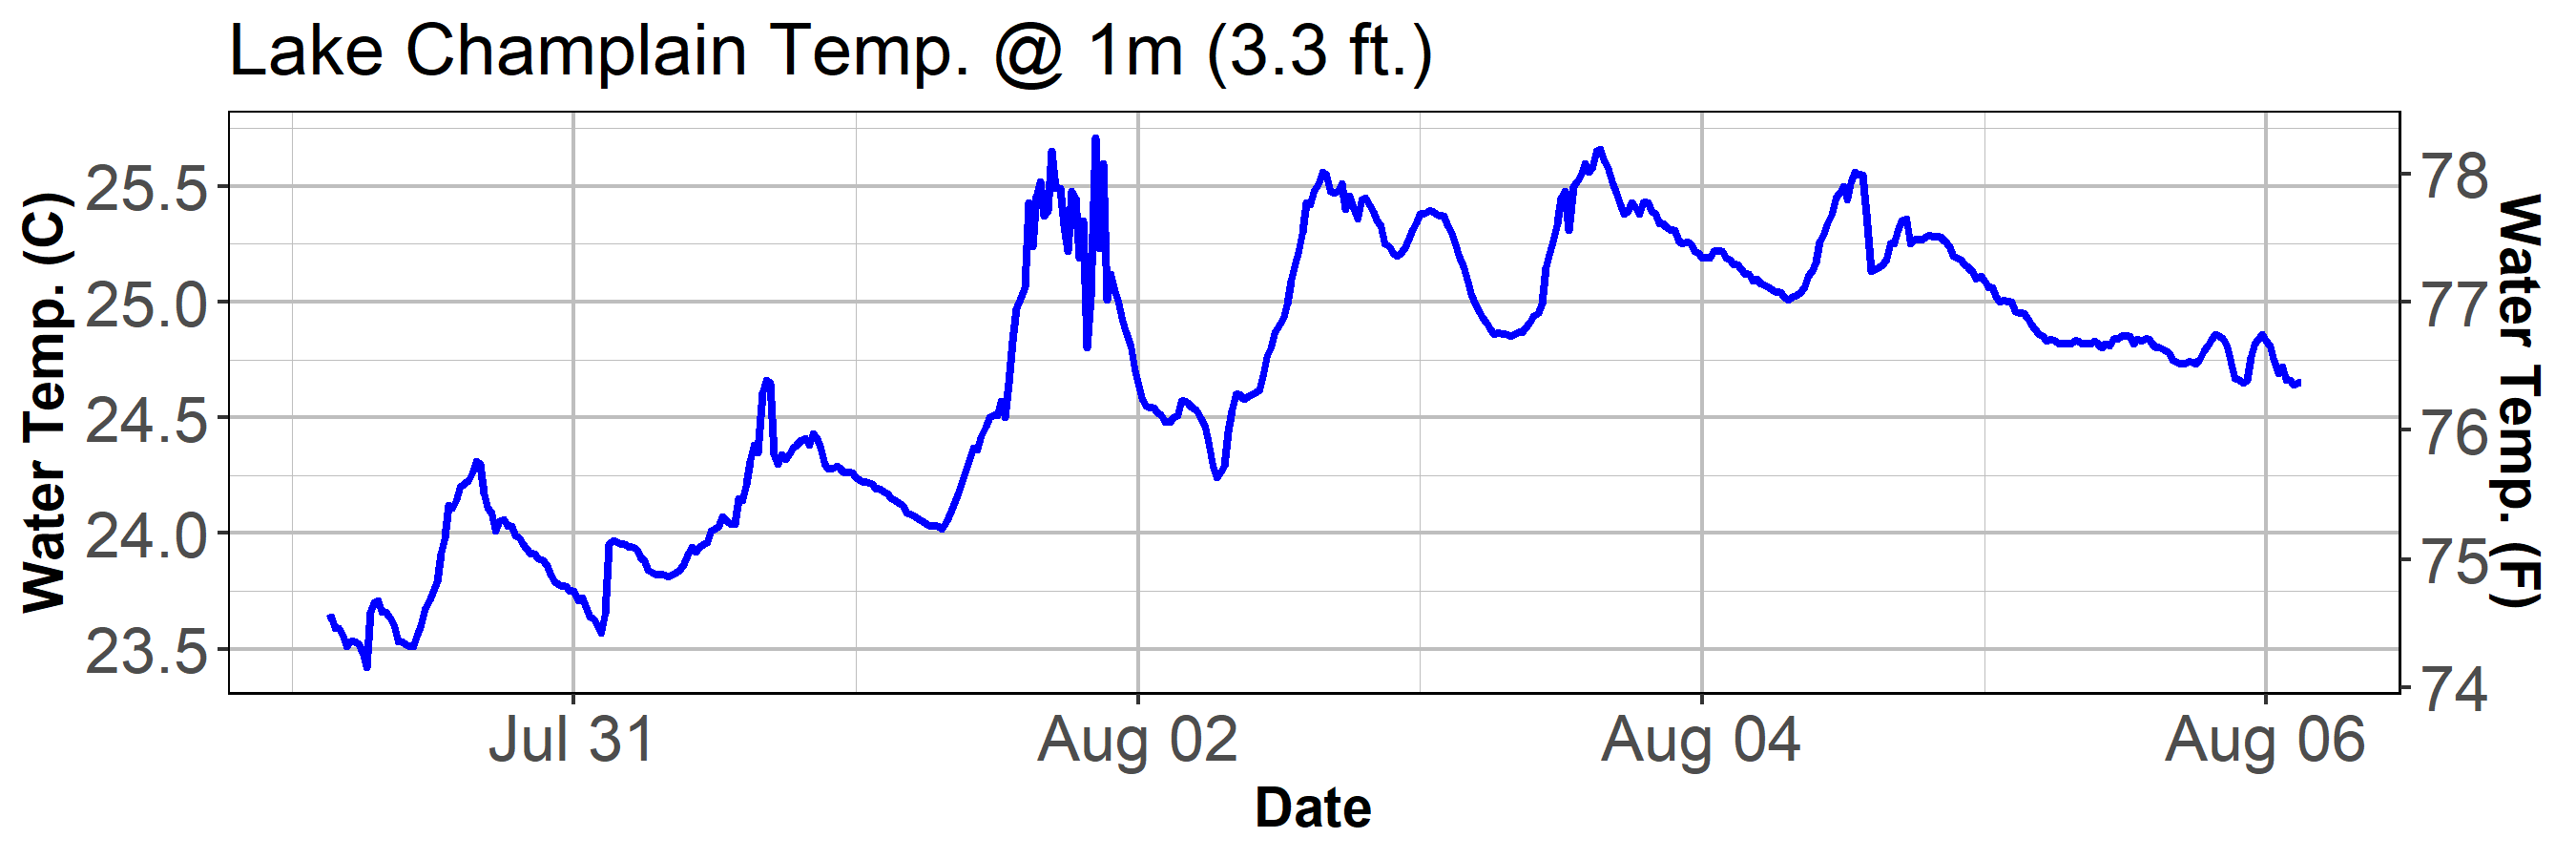 Lake Champlain Temp. @ 1m (3.3 ft.)
Water Temp. (C)
25.5
25.0
24.5
24.0
23.5
78
77
76
75
74
Water Temp. (F)
Jul 31
Aug 02
Aug 04
Aug 06
Date